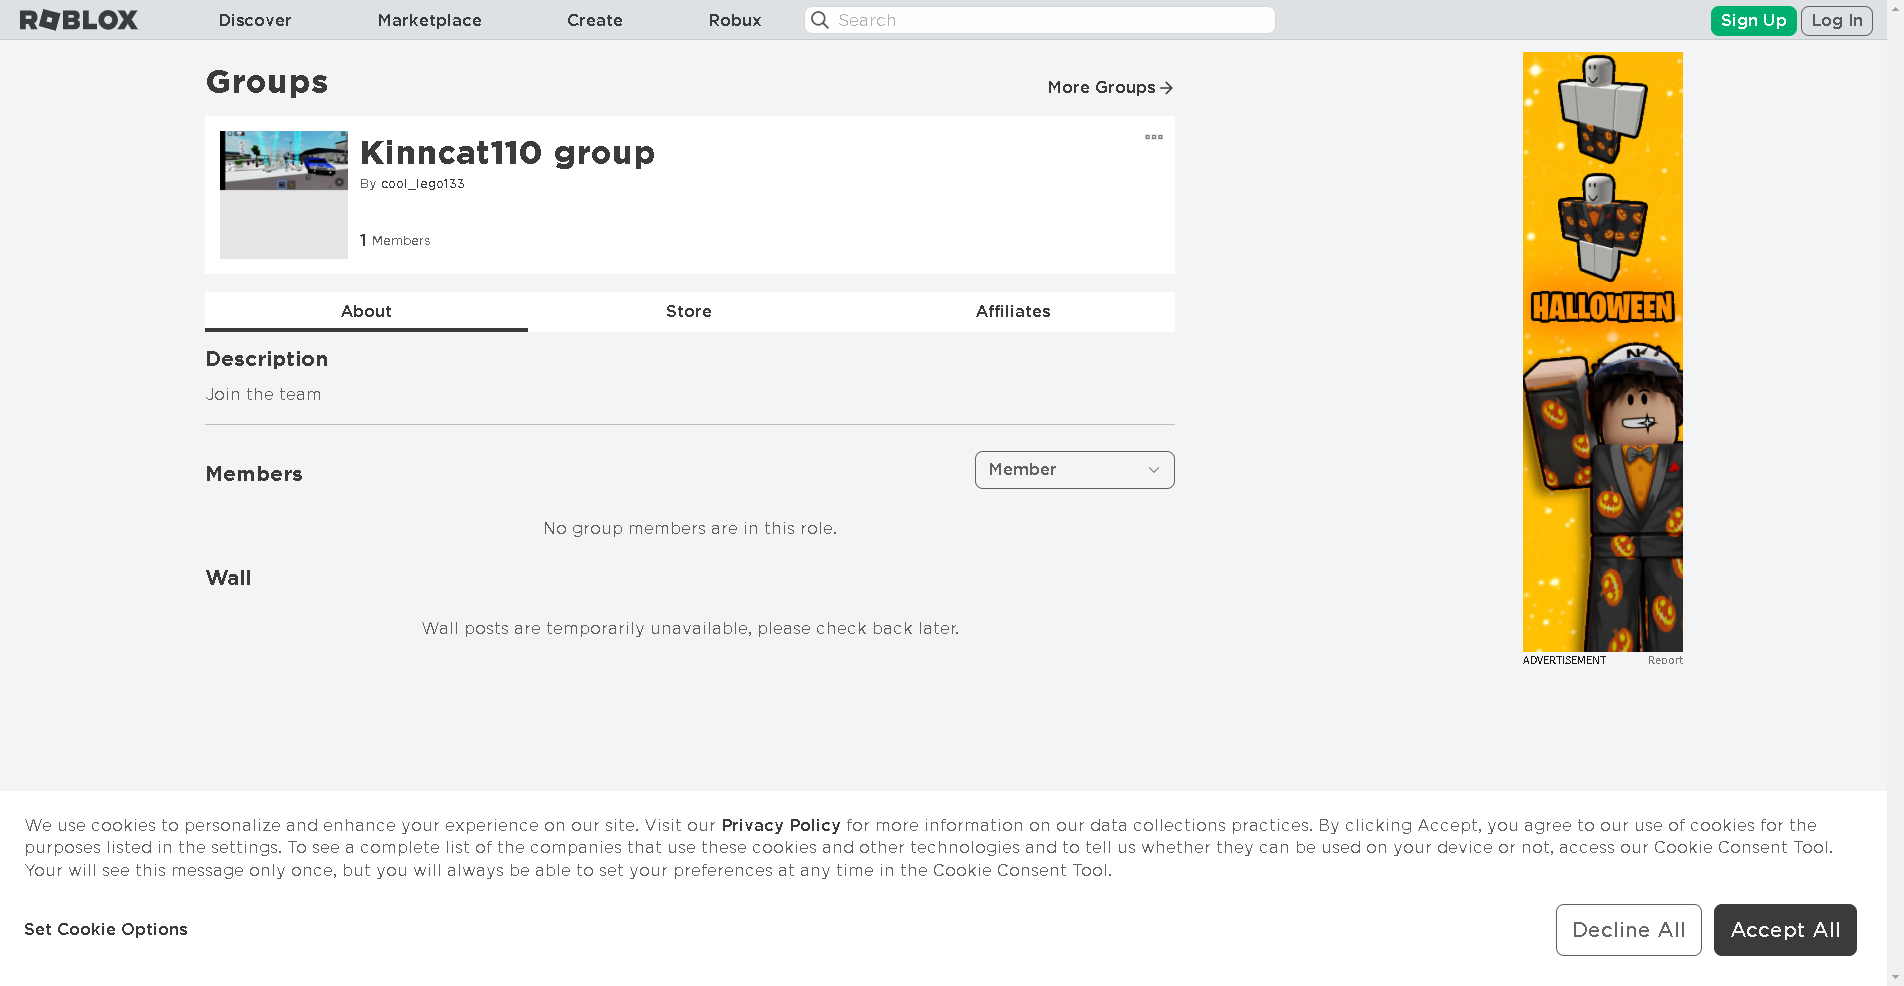 ROBLOX
Discover
Marketplace
Create
Robux
Search
Sign Up
Log In
Groups
More Groups
Kinncat110 group
By cool_lego133
1 Members
About
Store
Affiliates
Description
Join the team
Members
Member
No group members are in this role.
Wall
Wall posts are temporarily unavailable, please check back later.
HALLOWEEN
ADVERTISEMENT
Report
We use cookies to personalize and enhance your experience on our site. Visit our Privacy Policy for more information on our data collections practices. By clicking Accept, you agree to our use of cookies for the
purposes listed in the settings. To see a complete list of the companies that use these cookies and other technologies and to tell us whether they can be used on your device or not, access our Cookie Consent Tool.
Your will see this message only once, but you will always be able to set your preferences at any time in the Cookie Consent Tool.
Set Cookie Options
Decline All
Accept All